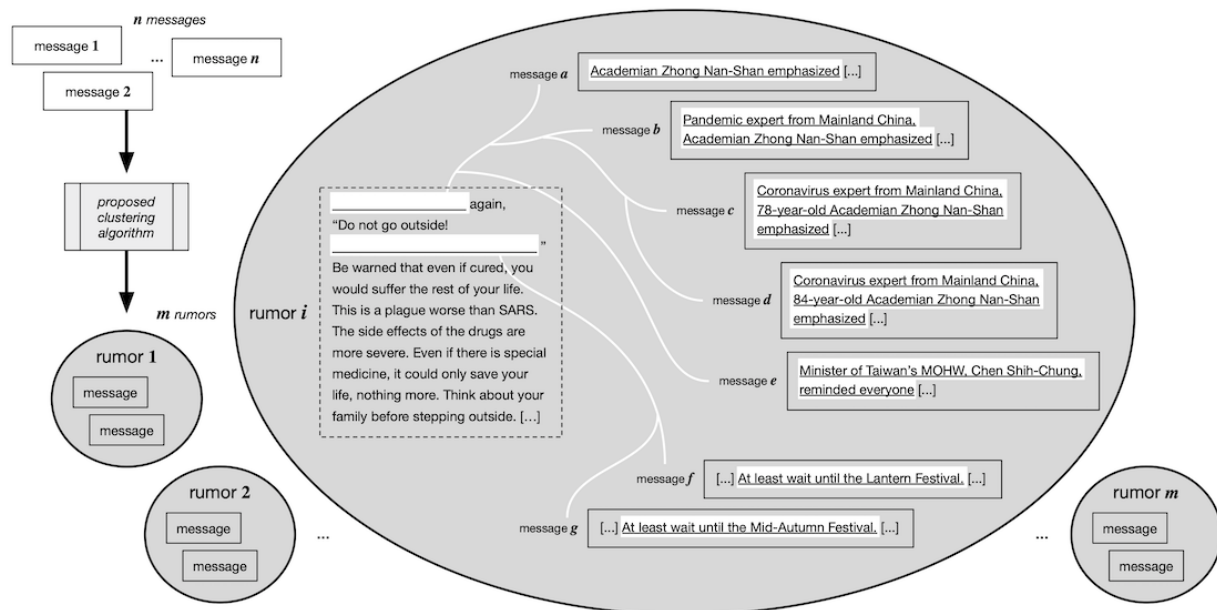 n messages
message 1
... message n
message 2
proposed
clustering
algorithm
m rumors
rumor 1
message
message
rumor 2
message
message
...
rumor i
____________________ again,
“Do not go outside!
______________________________ ”
Be warned that even if cured, you
would suffer the rest of your life.
This is a plague worse than SARS.
The side effects of the drugs are
more severe. Even if there is special
medicine, it could only save your
life, nothing more. Think about your
family before stepping outside. [...]
message a
Academian Zhong Nan-Shan emphasized [...]
message b
Pandemic expert from Mainland China,
Academian Zhong Nan-Shan emphasized [...]
message c
Coronavirus expert from Mainland China,
78-year-old Academian Zhong Nan-Shan
emphasized [...]
message d
Coronavirus expert from Mainland China,
84-year-old Academian Zhong Nan-Shan
emphasized [...]
message e
Minister of Taiwan’s MOHW, Chen Shih-Chung,
reminded everyone [...]
message f
[...] At least wait until the Lantern Festival, [...]
message g
[...] At least wait until the Mid-Autumn Festival, [...]
...
rumor m
message
message